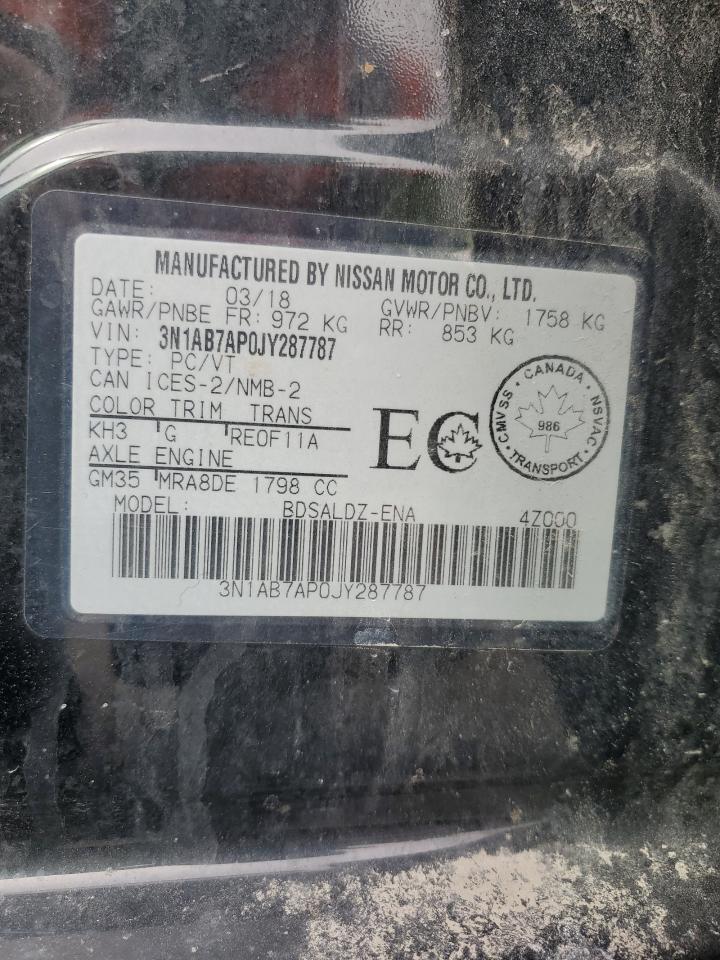 MANUFACTURED BY NISSAN MOTOR CO., LTD.
DATE: 03/18 GVWR/PNBV: 1758 KG
GAWR/PNBE FR: 972 KG RR: 853 KG
VIN: 3N1AB7AP0JY287787
TYPE: PC/VT
CAN ICES-2/NMB-2
COLOR TRIM TRANS
KH3 G RE0F11A
AXLE ENGINE
GM35 MRA8DE 1798 CC
EC
CANADA
CMVSS 986 NSVAC
TRANSPORT
MODEL: BDSALDZ-ENA 4Z000
3N1AB7AP0JY287787